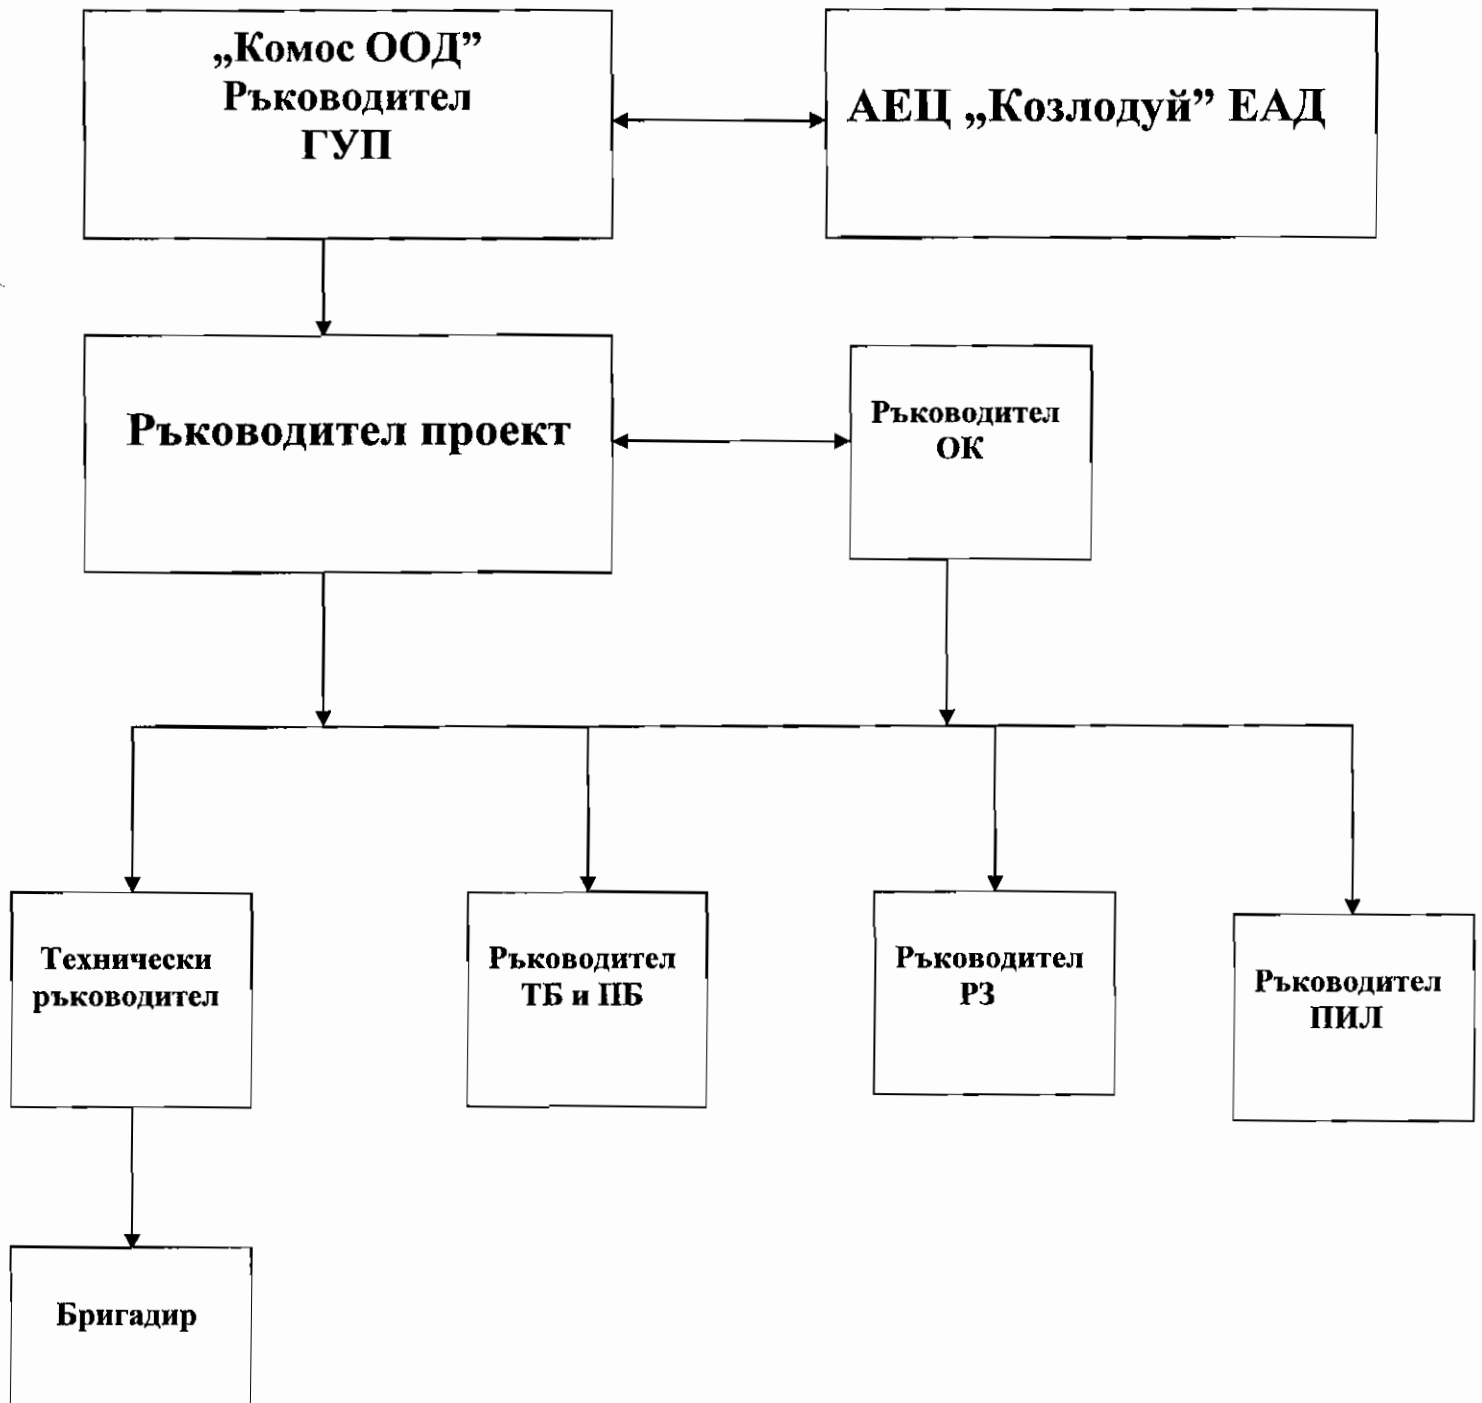 „Комос ООД”
Ръководител
ГУП
АЕЦ „Козлодуй” ЕАД
Ръководител проект
Ръководител
ОК
Технически
ръководител
Ръководител
ТБ и ПБ
Ръководител
РЗ
Ръководител
ПИЛ
Бригадир